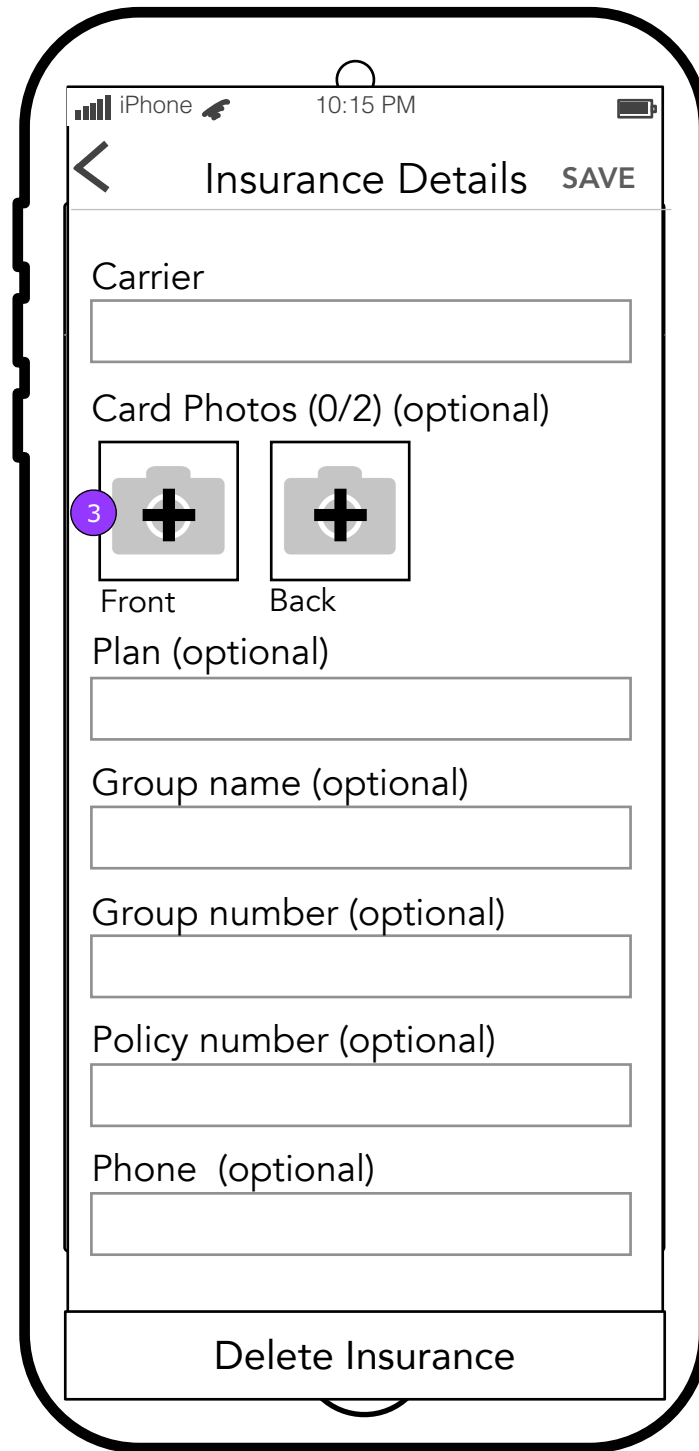 iPhone 10:15 PM
Insurance Details SAVE
Carrier
Card Photos (0/2) (optional)
3
Front Back
Plan (optional)
Group name (optional)
Group number (optional)
Policy number (optional)
Phone (optional)
Delete Insurance